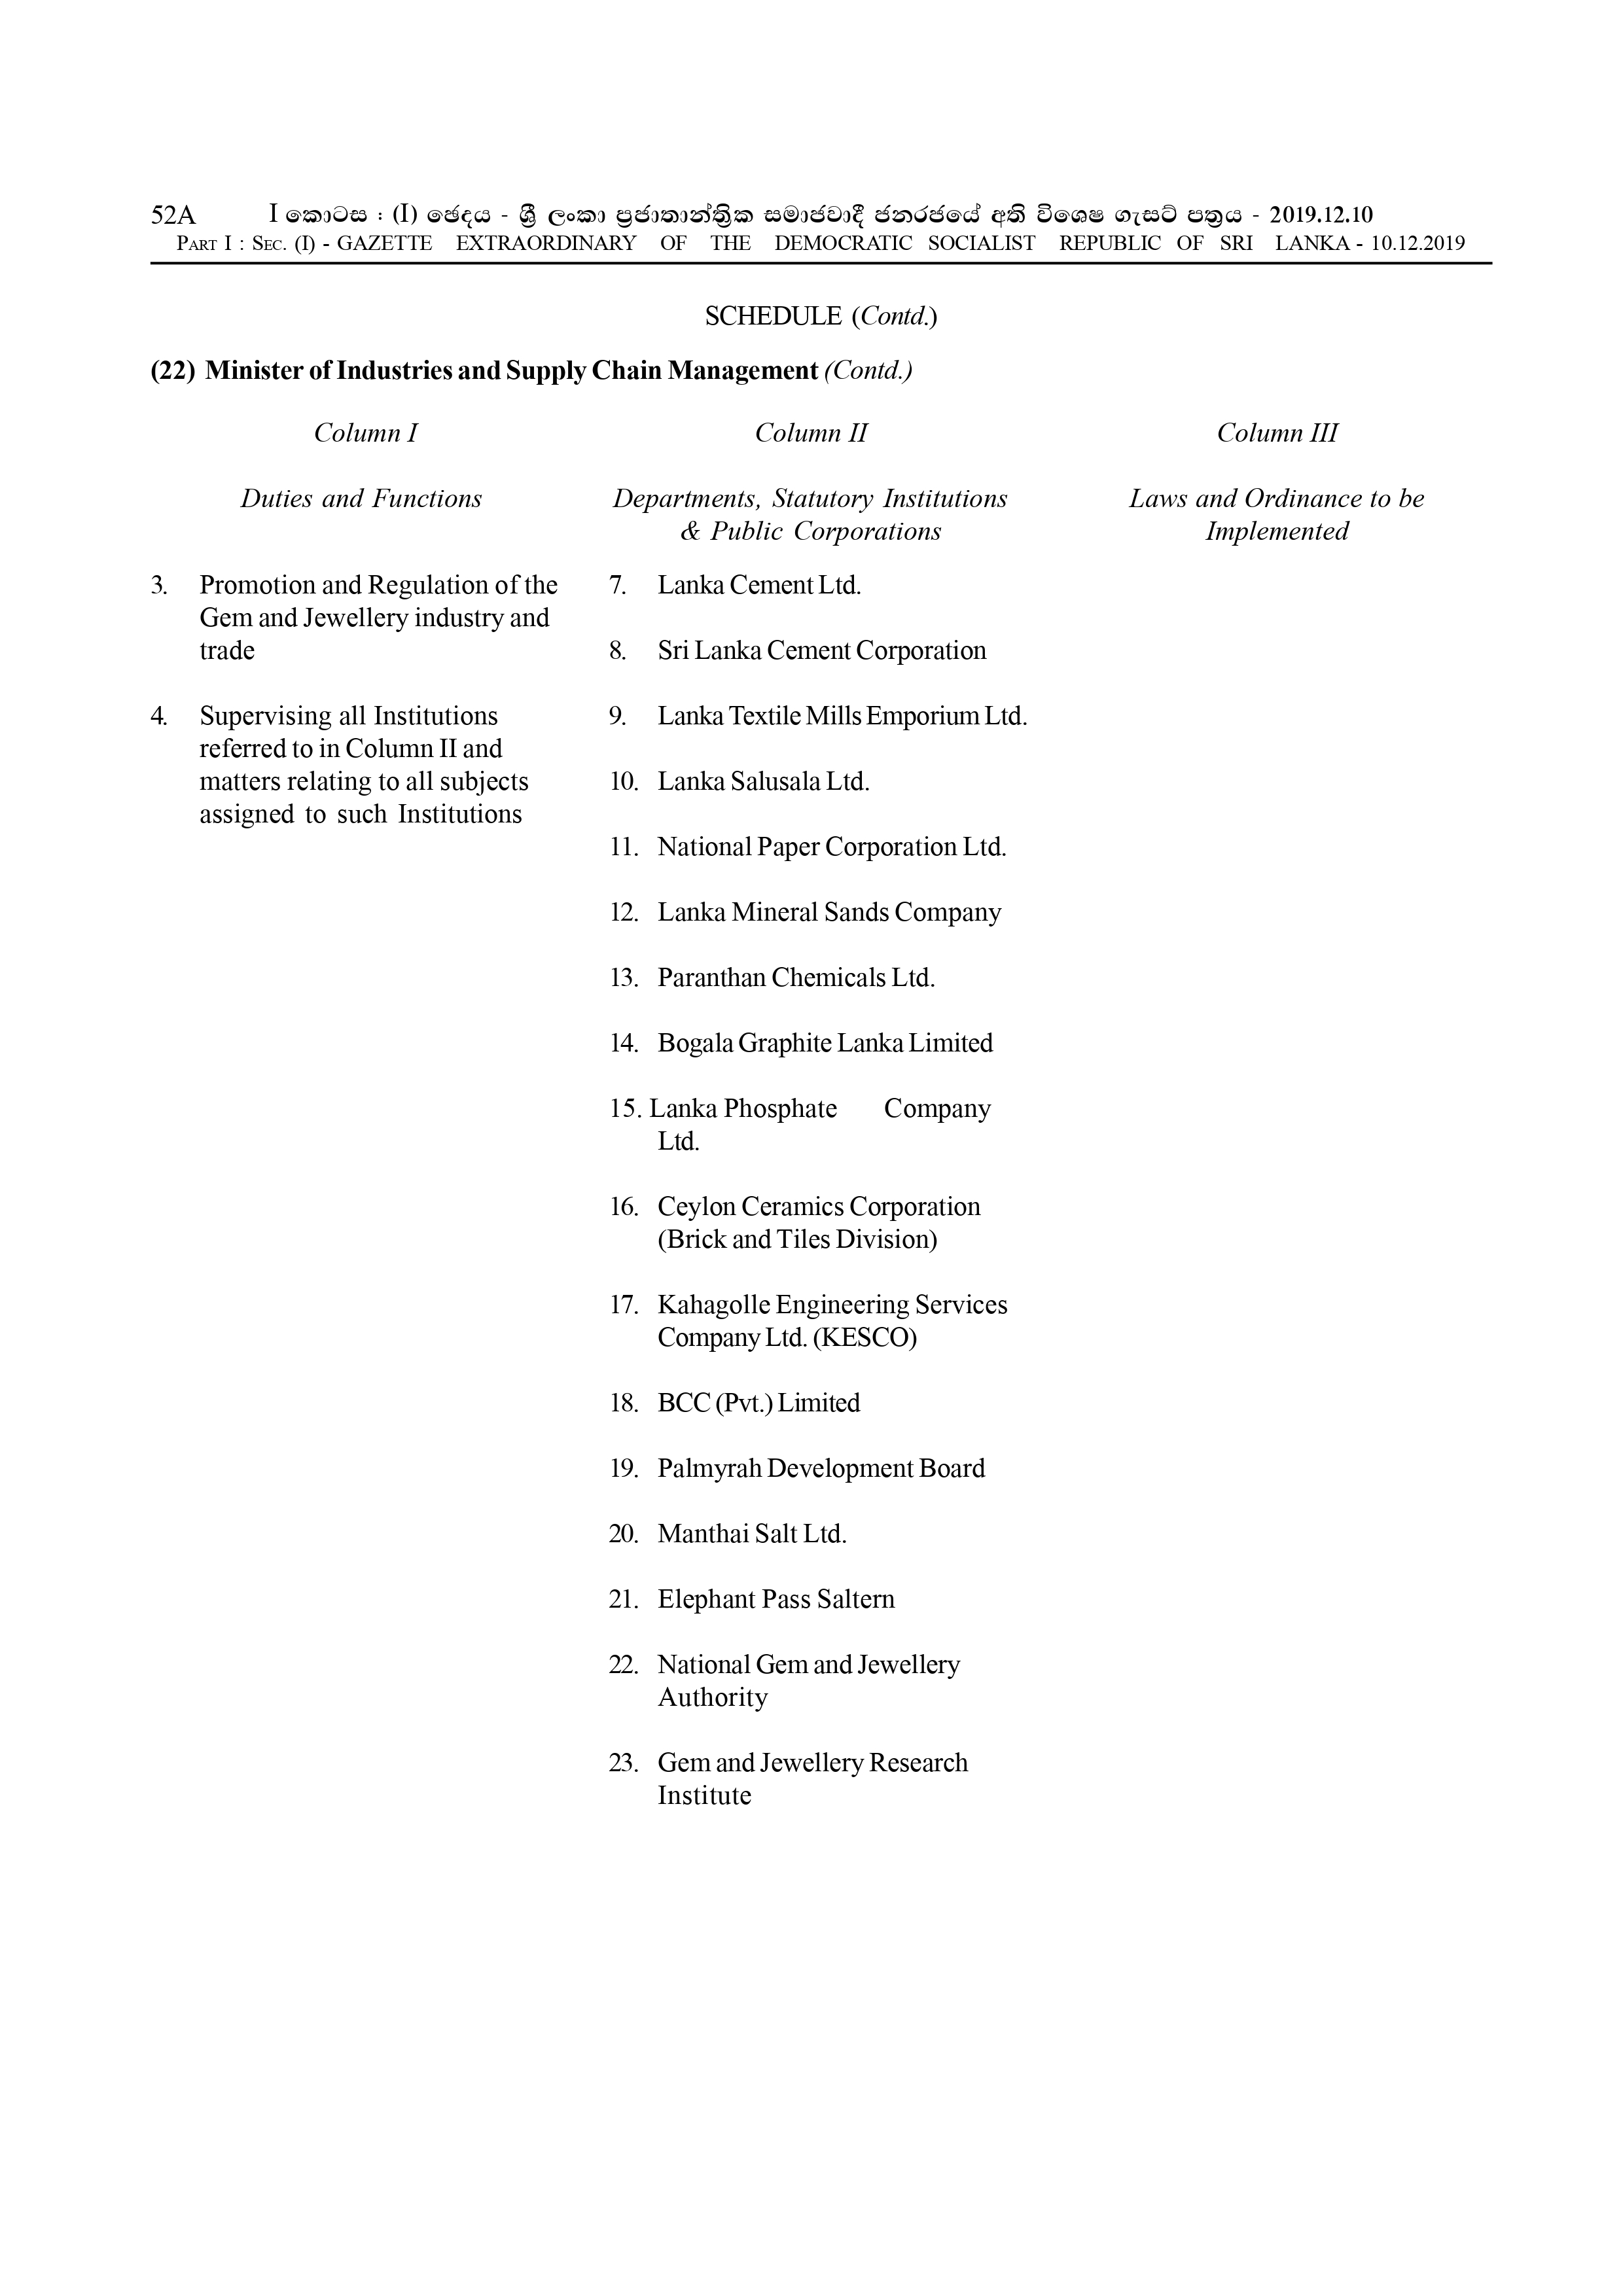 52A I කොටස : (I) ඡෙදය - ශ්‍රී ලංකා ප්‍රජාතාන්ත්‍රික සමාජවාදී ජනරජයේ අති විශෙෂ ගැසට් පත්‍රය - 2019.12.10
PART I : SEC. (I) - GAZETTE EXTRAORDINARY OF THE DEMOCRATIC SOCIALIST REPUBLIC OF SRI LANKA - 10.12.2019
SCHEDULE (Contd.)
(22) Minister of Industries and Supply Chain Management (Contd.)
Column I
Duties and Functions
3. Promotion and Regulation of the
Gem and Jewellery industry and
trade
4. Supervising all Institutions
referred to in Column II and
matters relating to all subjects
assigned to such Institutions
Column II
Departments, Statutory Institutions
& Public Corporations
7. Lanka Cement Ltd.
8. Sri Lanka Cement Corporation
9. Lanka Textile Mills Emporium Ltd.
10. Lanka Salusala Ltd.
11. National Paper Corporation Ltd.
12. Lanka Mineral Sands Company
13. Paranthan Chemicals Ltd.
14. Bogala Graphite Lanka Limited
15. Lanka Phosphate Company
Ltd.
16. Ceylon Ceramics Corporation
(Brick and Tiles Division)
17. Kahagolle Engineering Services
Company Ltd. (KESCO)
18. BCC (Pvt.) Limited
19. Palmyrah Development Board
20. Manthai Salt Ltd.
21. Elephant Pass Saltern
22. National Gem and Jewellery
Authority
23. Gem and Jewellery Research
Institute
Column III
Laws and Ordinance to be
Implemented